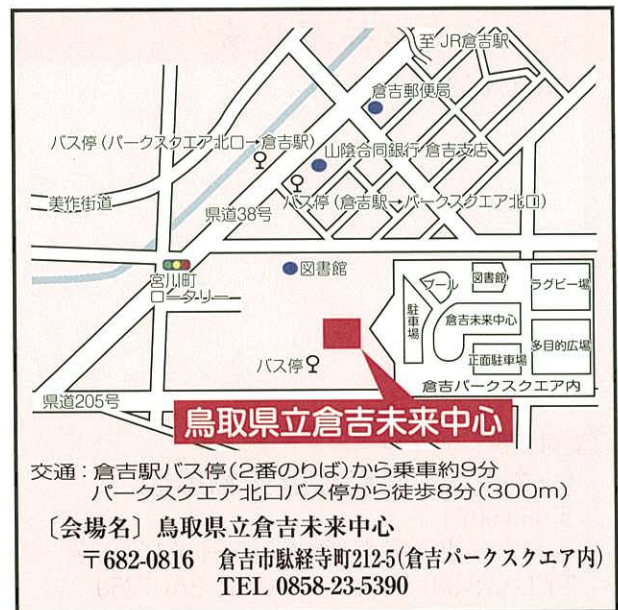 至 JR倉吉駅
倉吉郵便局
バス停(パークスクエア北口→倉吉駅)
山陰合同銀行 倉吉支店
美作街道
バス停(倉吉駅→パークスクエア北口)
県道38号
宮川町
ロータリー
図書館
プール
図書館
ラグビー場
駐車場
倉吉未来中心
バス停
正面駐車場
多目的広場
倉吉パークスクエア内
県道205号
鳥取県立倉吉未来中心
交通:倉吉駅バス停(2番のりば)から乗車約9分
パークスクエア北口バス停から徒歩8分(300m)
〔会場名〕鳥取県立倉吉未来中心
〒682-0816 倉吉市駄経寺町212-5(倉吉パークスクエア内)
TEL 0858-23-5390